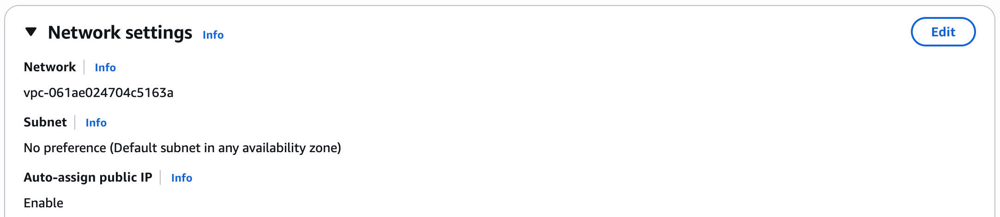 Network settings Info Edit
Network Info
vpc-061ae024704c5163a
Subnet Info
No preference (Default subnet in any availability zone)
Auto-assign public IP Info
Enable